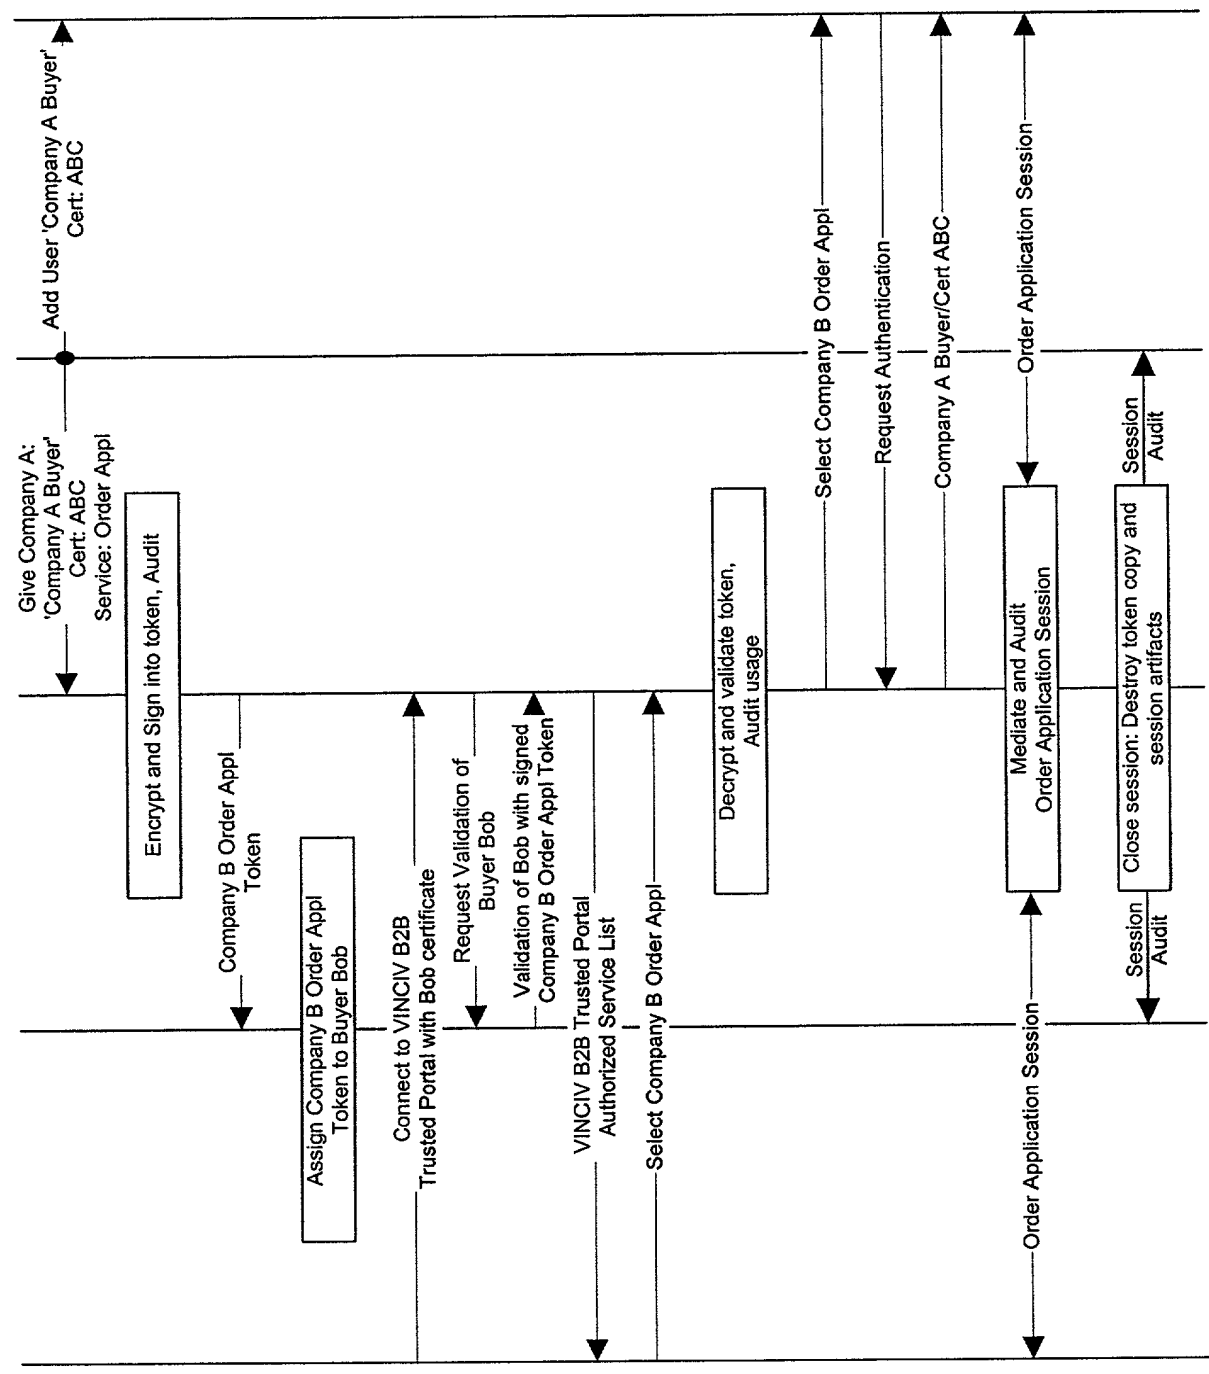 Add User 'Company A Buyer'
Cert: ABC
Give Company A:
'Company A Buyer'
Cert: ABC
Service: Order Appl
Encrypt and Sign into token, Audit
Company B Order Appl
Token
Assign Company B Order Appl
Token to Buyer Bob
Connect to VINCIV B2B
Trusted Portal with Bob certificate
Request Validation of
Buyer Bob
Validation of Bob with signed
Company B Order Appl Token
VINCIV B2B Trusted Portal
Authorized Service List
Select Company B Order Appl
Decrypt and validate token,
Audit usage
Select Company B Order Appl
Request Authentication
Company A Buyer/Cert ABC
Order Application Session
Mediate and Audit
Order Application Session
Order Application Session
Session
Audit
Close session: Destroy token copy and
session artifacts
Session
Audit